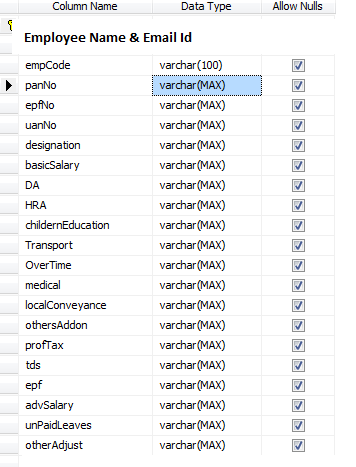 Column Name Data Type Allow Nulls
Employee Name & Email Id
empCode varchar(100)
panNo varchar(MAX)
epfNo varchar(MAX)
uanNo varchar(MAX)
designation varchar(MAX)
basicSalary varchar(MAX)
DA varchar(MAX)
HRA varchar(MAX)
childernEducation varchar(MAX)
Transport varchar(MAX)
OverTime varchar(MAX)
medical varchar(MAX)
localConveyance varchar(MAX)
othersAddon varchar(MAX)
profTax varchar(MAX)
tds varchar(MAX)
epf varchar(MAX)
advSalary varchar(MAX)
unPaidLeaves varchar(MAX)
otherAdjust varchar(MAX)